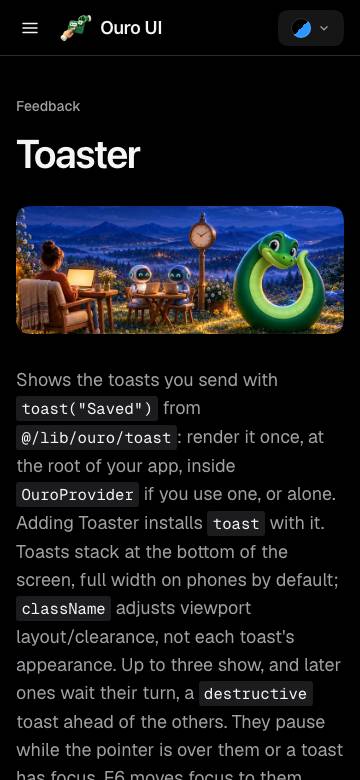 Ouro UI
Feedback
Toaster
Shows the toasts you send with
toast("Saved") from
@/lib/ouro/toast: render it once, at
the root of your app, inside
OuroProvider if you use one, or alone.
Adding Toaster installs toast with it.
Toasts stack at the bottom of the
screen, full width on phones by default;
className adjusts viewport
layout/clearance, not each toast's
appearance. Up to three show, and later
ones wait their turn, a destructive
toast ahead of the others. They pause
while the pointer is over them or a toast
has focus. F6 moves focus to them